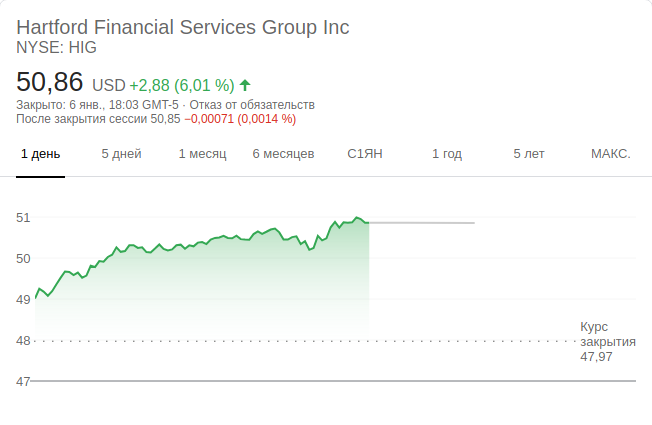 Hartford Financial Services Group Inc
NYSE: HIG
50,86 USD +2,88 (6,01 %)
Закрыто: 6 янв., 18:03 GMT-5 · Отказ от обязательств
После закрытия сессии 50,85 −0,00071 (0,0014 %)
1 день 5 дней 1 месяц 6 месяцев С1ЯН 1 год 5 лет МАКС.
51
50
49
48
47
Курс
закрытия
47,97